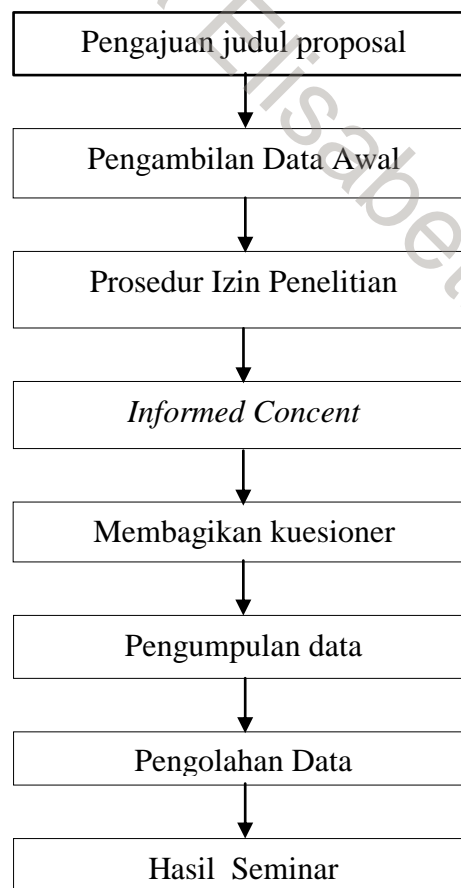 Pengajuan judul proposal
Elisabet
Pengambilan Data Awal
Prosedur Izin Penelitian
Informed Concent
Membagikan kuesioner
Pengumpulan data
Pengolahan Data
Hasil Seminar